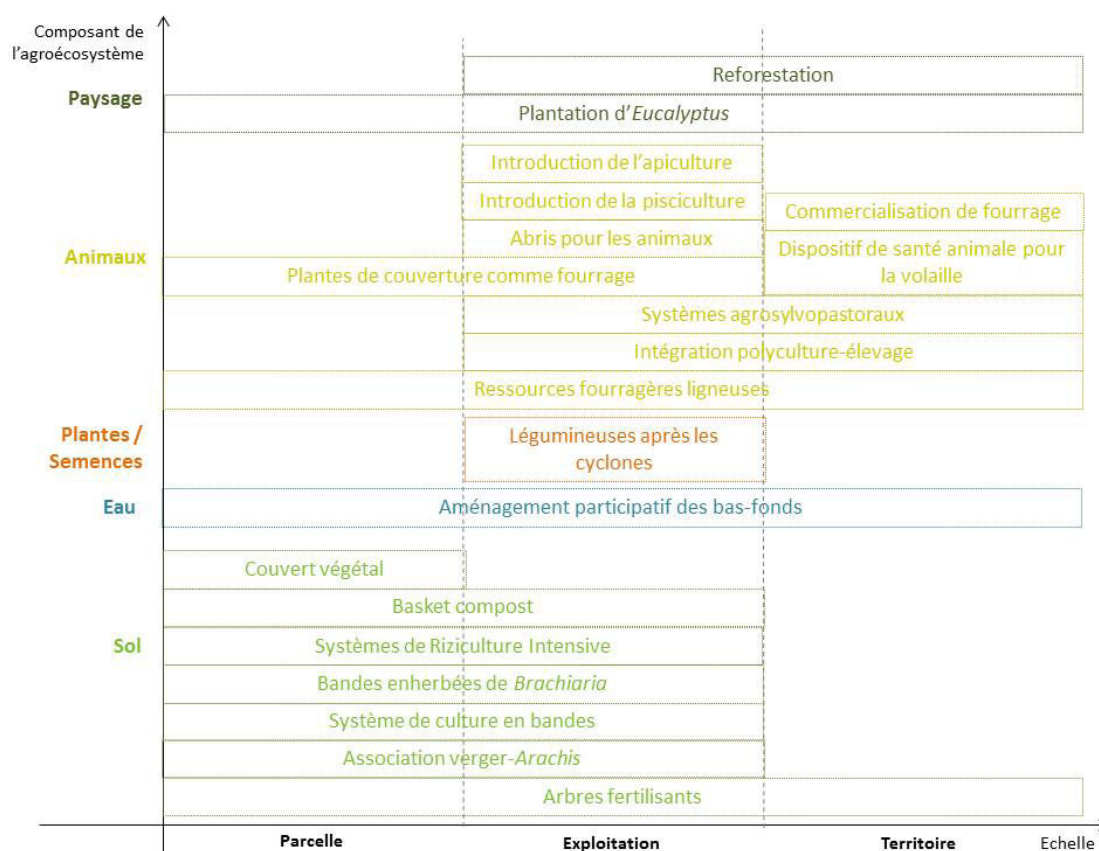 Composant de
l'agroécosystème
Reforestation
Paysage
Plantation d'Eucalyptus
Introduction de l'apiculture
Introduction de la pisciculture
Commercialisation de fourrage
Abris pour les animaux
Animaux
Dispositif de santé animale pour
la volaille
Plantes de couverture comme fourrage
Systèmes agrosylvopastoraux
Intégration polyculture-élevage
Ressources fourragères ligneuses
Plantes /
Semences
Légumineuses après les
cyclones
Eau
Aménagement participatif des bas-fonds
Couvert végétal
Basket compost
Sol
Systèmes de Riziculture Intensive
Bandes enherbées de Brachiaria
Système de culture en bandes
Association verger-Arachis
Arbres fertilisants
Parcelle
Exploitation
Territoire
Echelle